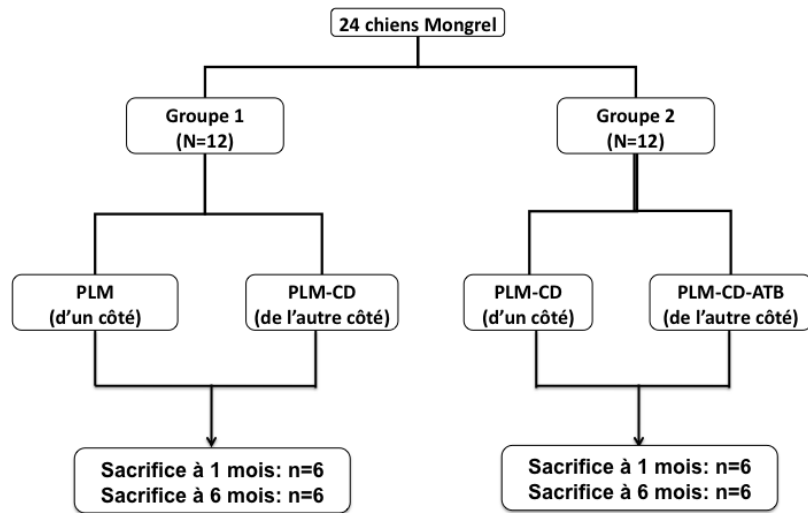 24 chiens Mongrel
Groupe 1
(N=12)
Groupe 2
(N=12)
PLM
(d'un côté)
PLM-CD
(de l'autre côté)
PLM-CD
(d'un côté)
PLM-CD-ATB
(de l'autre côté)
Sacrifice à 1 mois: n=6
Sacrifice à 6 mois: n=6
Sacrifice à 1 mois: n=6
Sacrifice à 6 mois: n=6